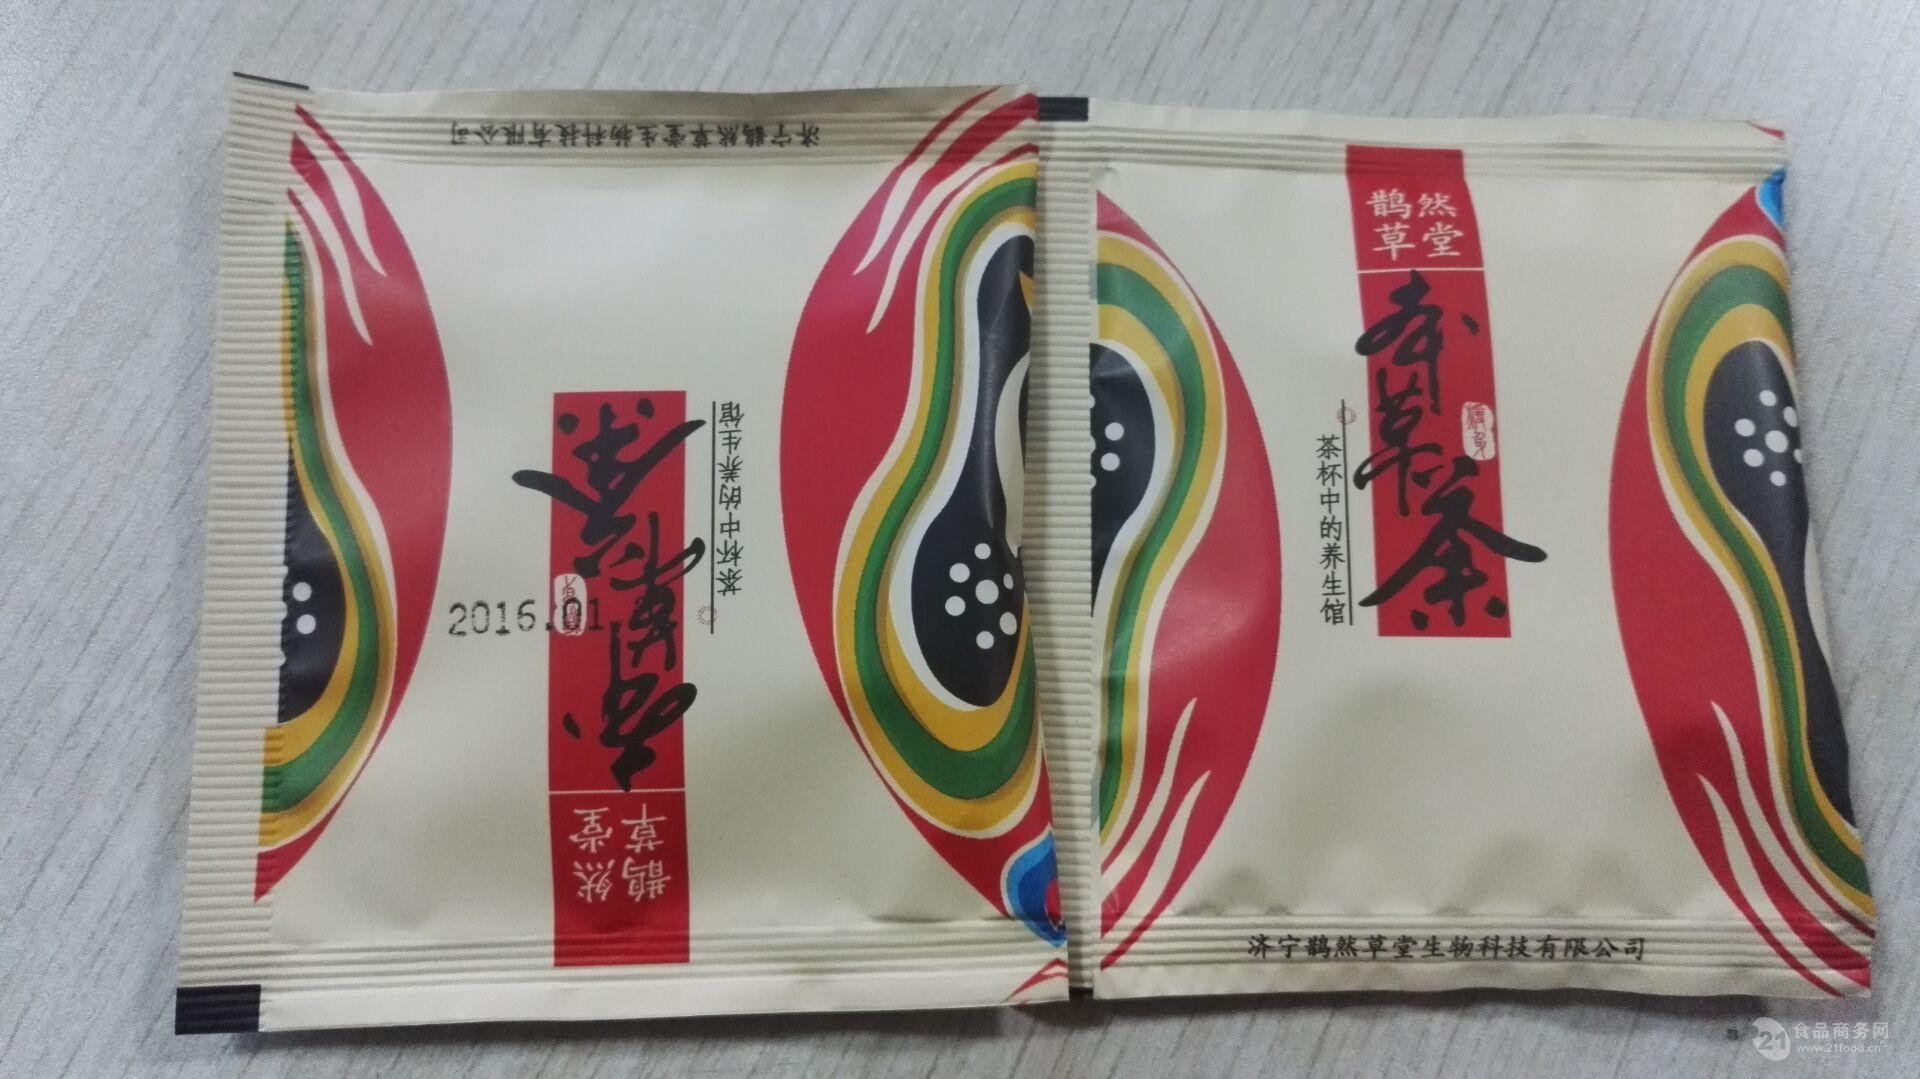 济宁鹊然草堂生物科技有限公司
茶杯中的养生馆
本草茶
2016.01
鹊然
草堂
鹊然
草堂
本草茶
茶杯中的养生馆
济宁鹊然草堂生物科技有限公司
21食品商务网
www.21food.cn